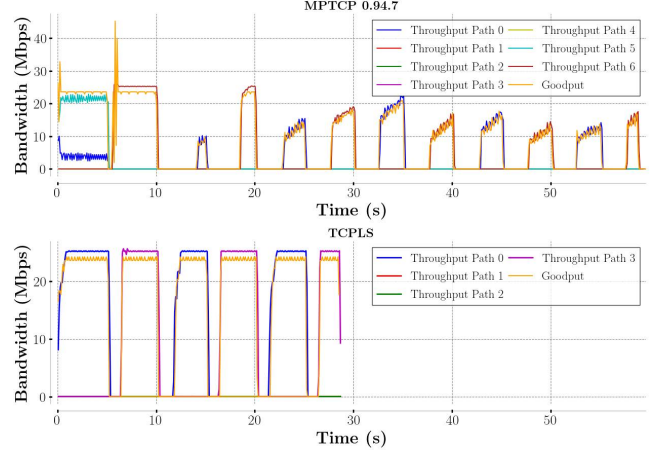 MPTCP 0.94.7
Bandwidth (Mbps)
40
30
20
10
0
Throughput Path 0
Throughput Path 1
Throughput Path 2
Throughput Path 3
Throughput Path 4
Throughput Path 5
Throughput Path 6
Goodput
0
10
20
30
40
50
Time (s)
TCPLS
Bandwidth (Mbps)
20
10
0
Throughput Path 0
Throughput Path 1
Throughput Path 2
Throughput Path 3
Goodput
0
10
20
30
40
50
Time (s)